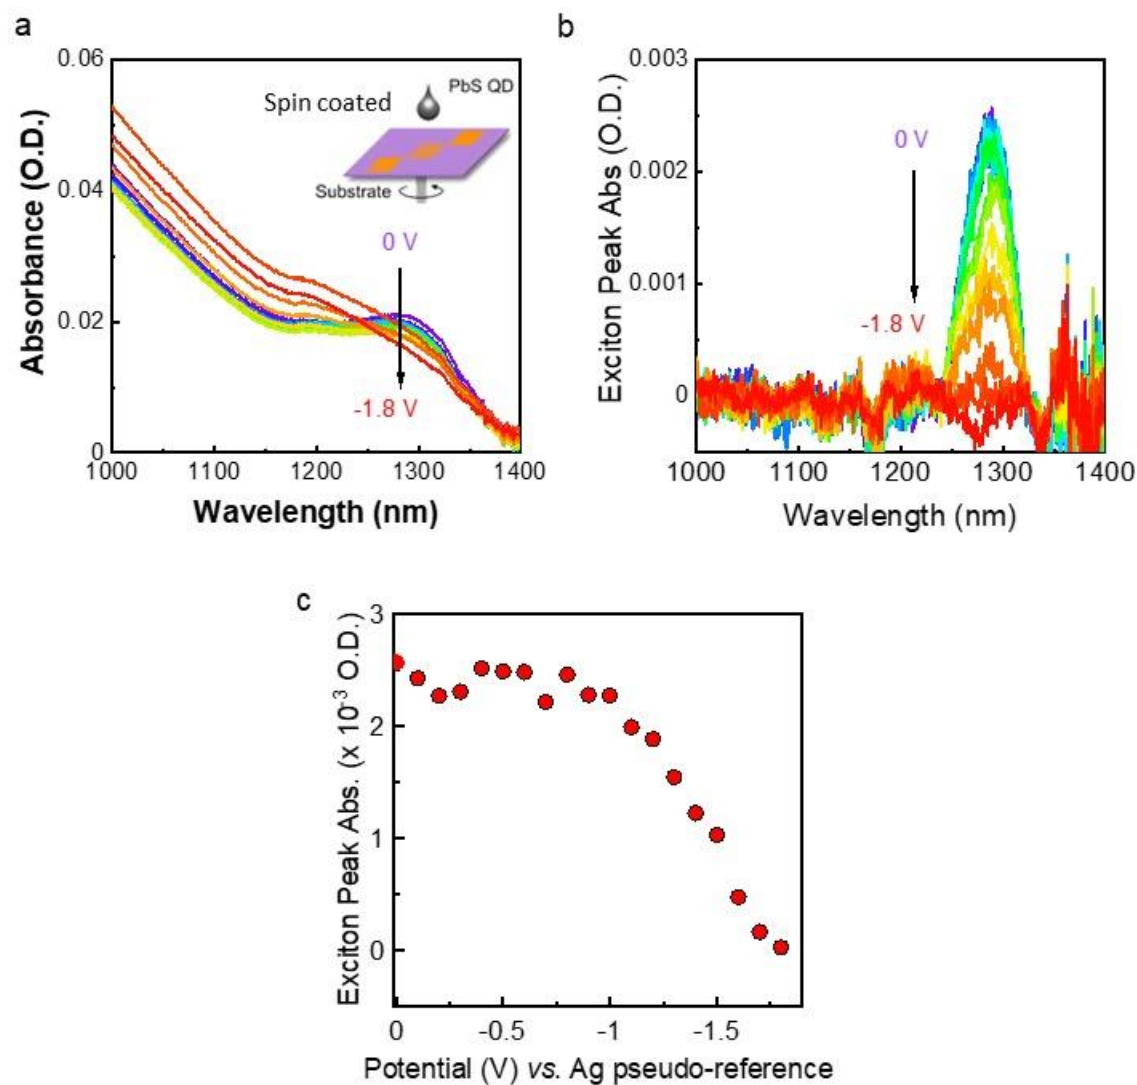 a
Absorbance (O.D.)
0.06
0.04
0.02
0
Spin coated
PbS QD
Substrate
0 V
-1.8 V
1000 1100 1200 1300 1400
Wavelength (nm)
b
Exciton Peak Abs (O.D.)
0.003
0.002
0.001
0
0 V
-1.8 V
1000 1100 1200 1300 1400
Wavelength (nm)
c
Exciton Peak Abs. (x 10⁻³ O.D.)
3
2
1
0
0 -0.5 -1 -1.5
Potential (V) vs. Ag pseudo-reference